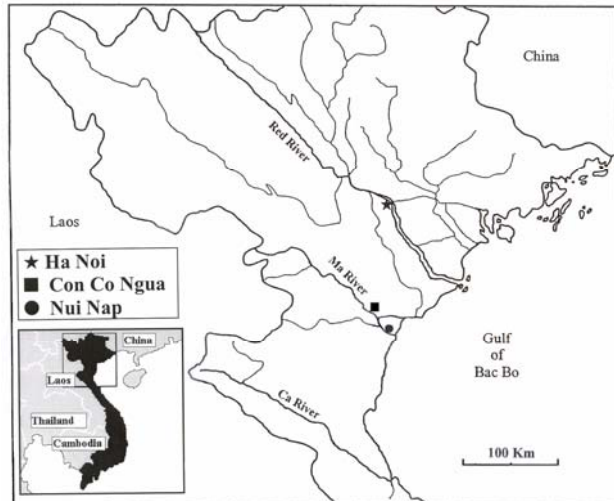 China
Red River
Laos
Ha Noi
Con Co Ngua
Nui Nap
Ma River
Gulf
of
Bac Bo
Ca River
100 Km
China
Laos
Thailand
Cambodia